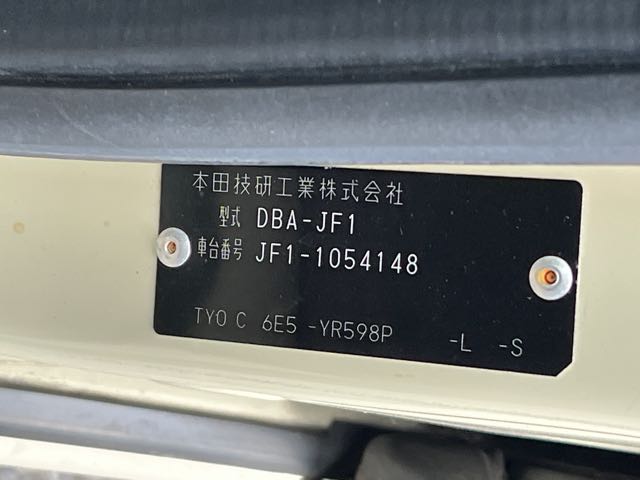 本田技研工業株式会社
型式 DBA-JF1
車台番号 JF1-1054148
TYO C 6E5 -YR598P -L -S